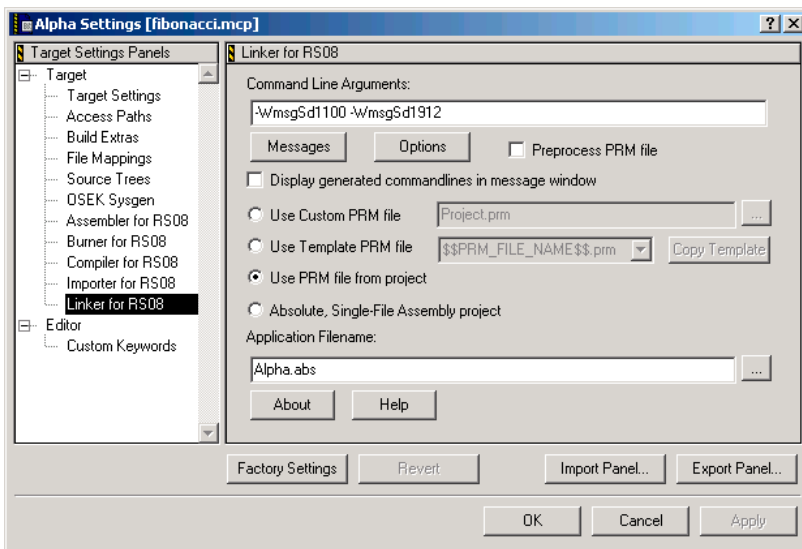 Alpha Settings [fibonacci.mcp]
Target Settings Panels
Target
Target Settings
Access Paths
Build Extras
File Mappings
Source Trees
OSEK Sysgen
Assembler for RS08
Burner for RS08
Compiler for RS08
Importer for RS08
Linker for RS08
Editor
Custom Keywords
Linker for RS08
Command Line Arguments:
-WmsgSd1100 -WmsgSd1912
Messages Options Preprocess PRM file
Display generated commandlines in message window
Use Custom PRM file Project.prm ...
Use Template PRM file $$PRM_FILE_NAME$$.prm Copy Template
Use PRM file from project
Absolute, Single-File Assembly project
Application Filename:
Alpha.abs ...
About Help
Factory Settings Revert Import Panel... Export Panel...
OK Cancel Apply